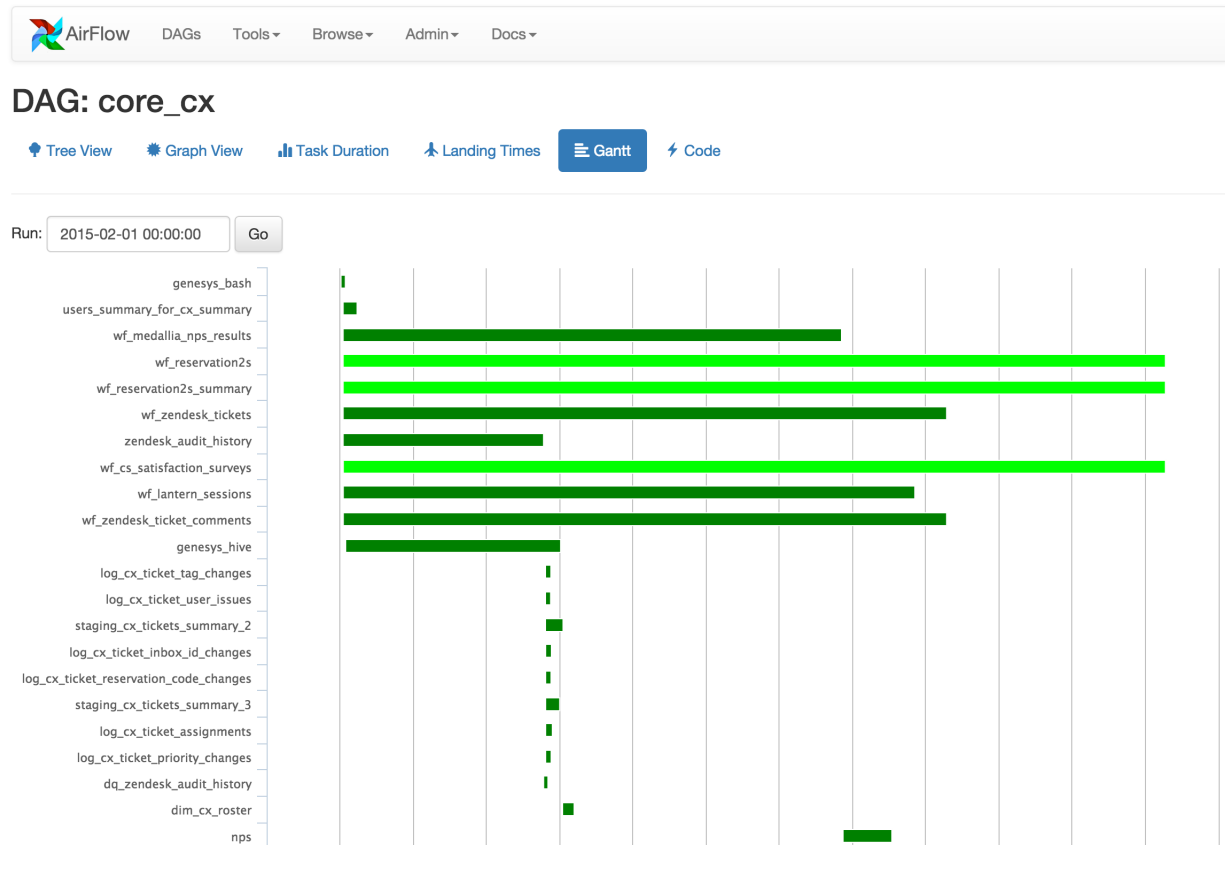 AirFlow DAGs Tools Browse Admin Docs
DAG: core_cx
Tree View Graph View Task Duration Landing Times Gantt Code
Run: 2015-02-01 00:00:00 Go
genesys_bash
users_summary_for_cx_summary
wf_medallia_nps_results
wf_reservation2s
wf_reservation2s_summary
wf_zendesk_tickets
zendesk_audit_history
wf_cs_satisfaction_surveys
wf_lantern_sessions
wf_zendesk_ticket_comments
genesys_hive
log_cx_ticket_tag_changes
log_cx_ticket_user_issues
staging_cx_tickets_summary_2
log_cx_ticket_inbox_id_changes
log_cx_ticket_reservation_code_changes
staging_cx_tickets_summary_3
log_cx_ticket_assignments
log_cx_ticket_priority_changes
dq_zendesk_audit_history
dim_cx_roster
nps